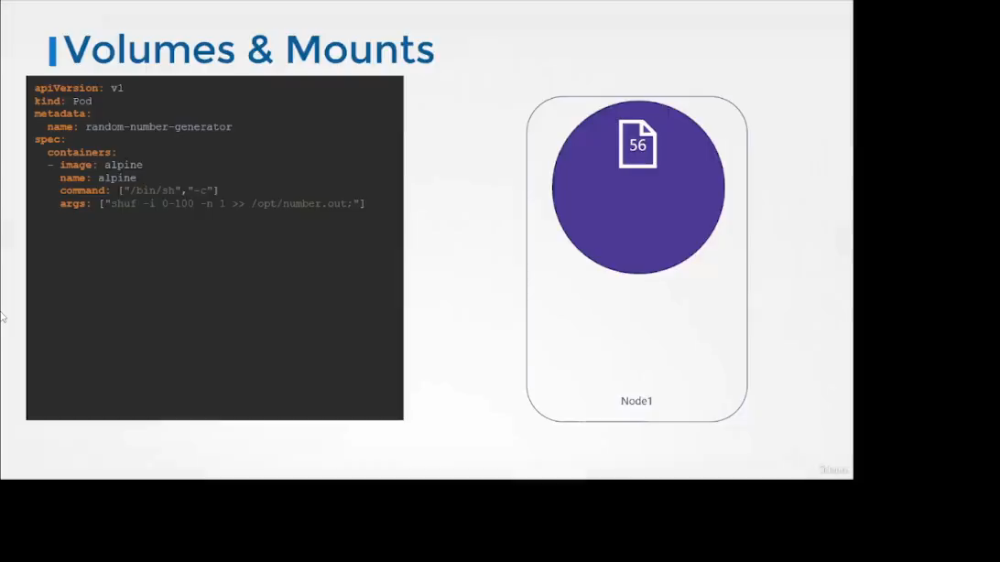 Volumes & Mounts
apiVersion: v1
kind: Pod
metadata:
  name: random-number-generator
spec:
  containers:
  - image: alpine
    name: alpine
    command: ["/bin/sh","-c"]
    args: ["shuf -i 0-100 -n 1 >> /opt/number.out;"]
56
Node1